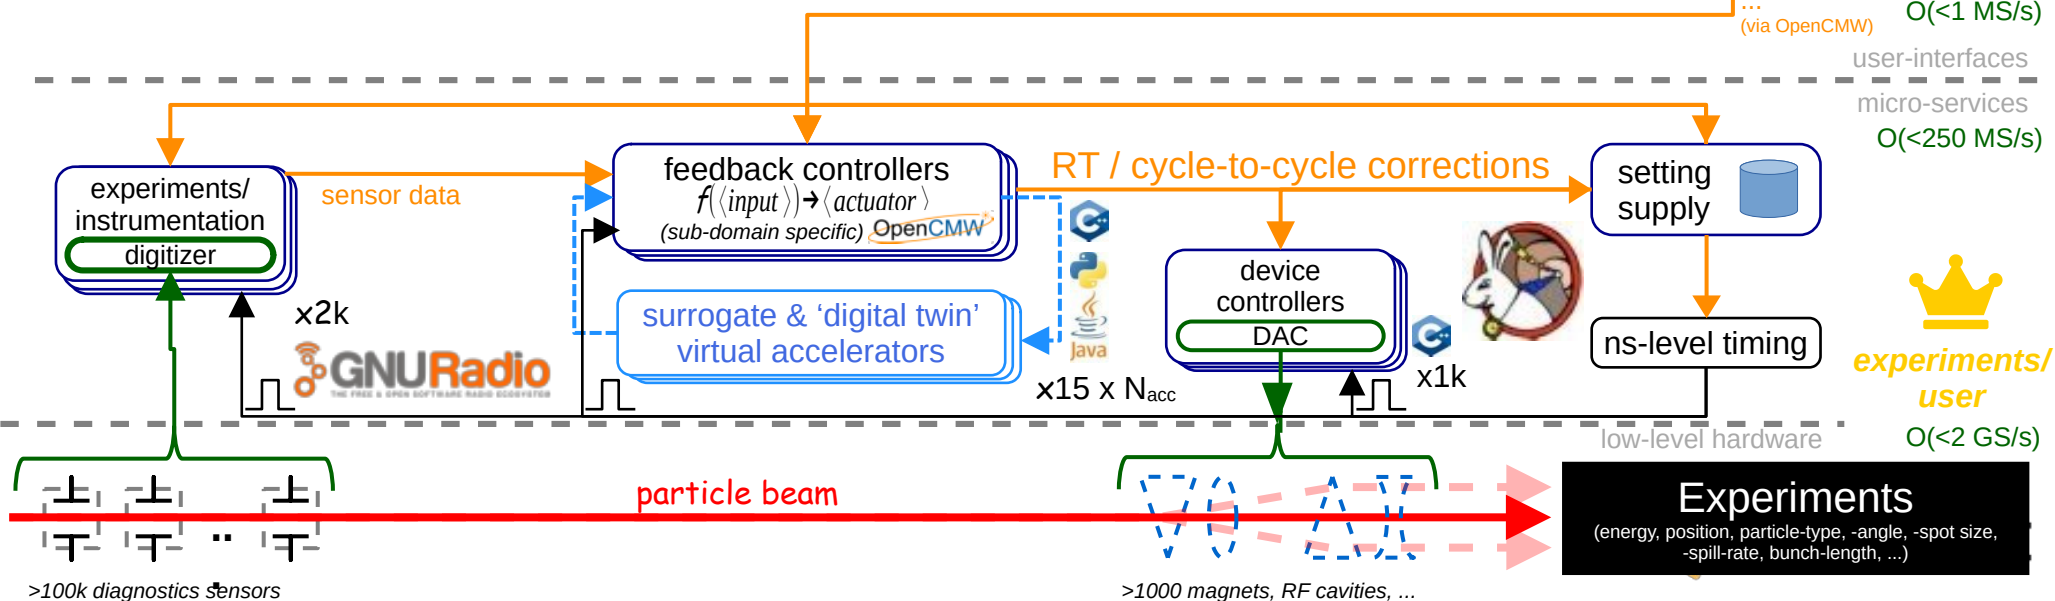 ...
(via OpenCMW)
O(<1 MS/s)
user-interfaces
micro-services
O(<250 MS/s)
experiments/
instrumentation
digitizer
sensor data
feedback controllers
f(⟨input⟩)→⟨actuator⟩
(sub-domain specific) OpenCMW
RT / cycle-to-cycle corrections
setting
supply
C++
device
controllers
DAC
Java
C++
surrogate & ‘digital twin’
virtual accelerators
x2k
GNURadio
THE FREE & OPEN SOFTWARE RADIO ECOSYSTEM
x15 x Nacc
x1k
ns-level timing
experiments/
user
low-level hardware
O(<2 GS/s)
particle beam
..
.
Experiments
(energy, position, particle-type, -angle, -spot size,
-spill-rate, bunch-length, ...)
>100k diagnostics sensors
>1000 magnets, RF cavities, ...